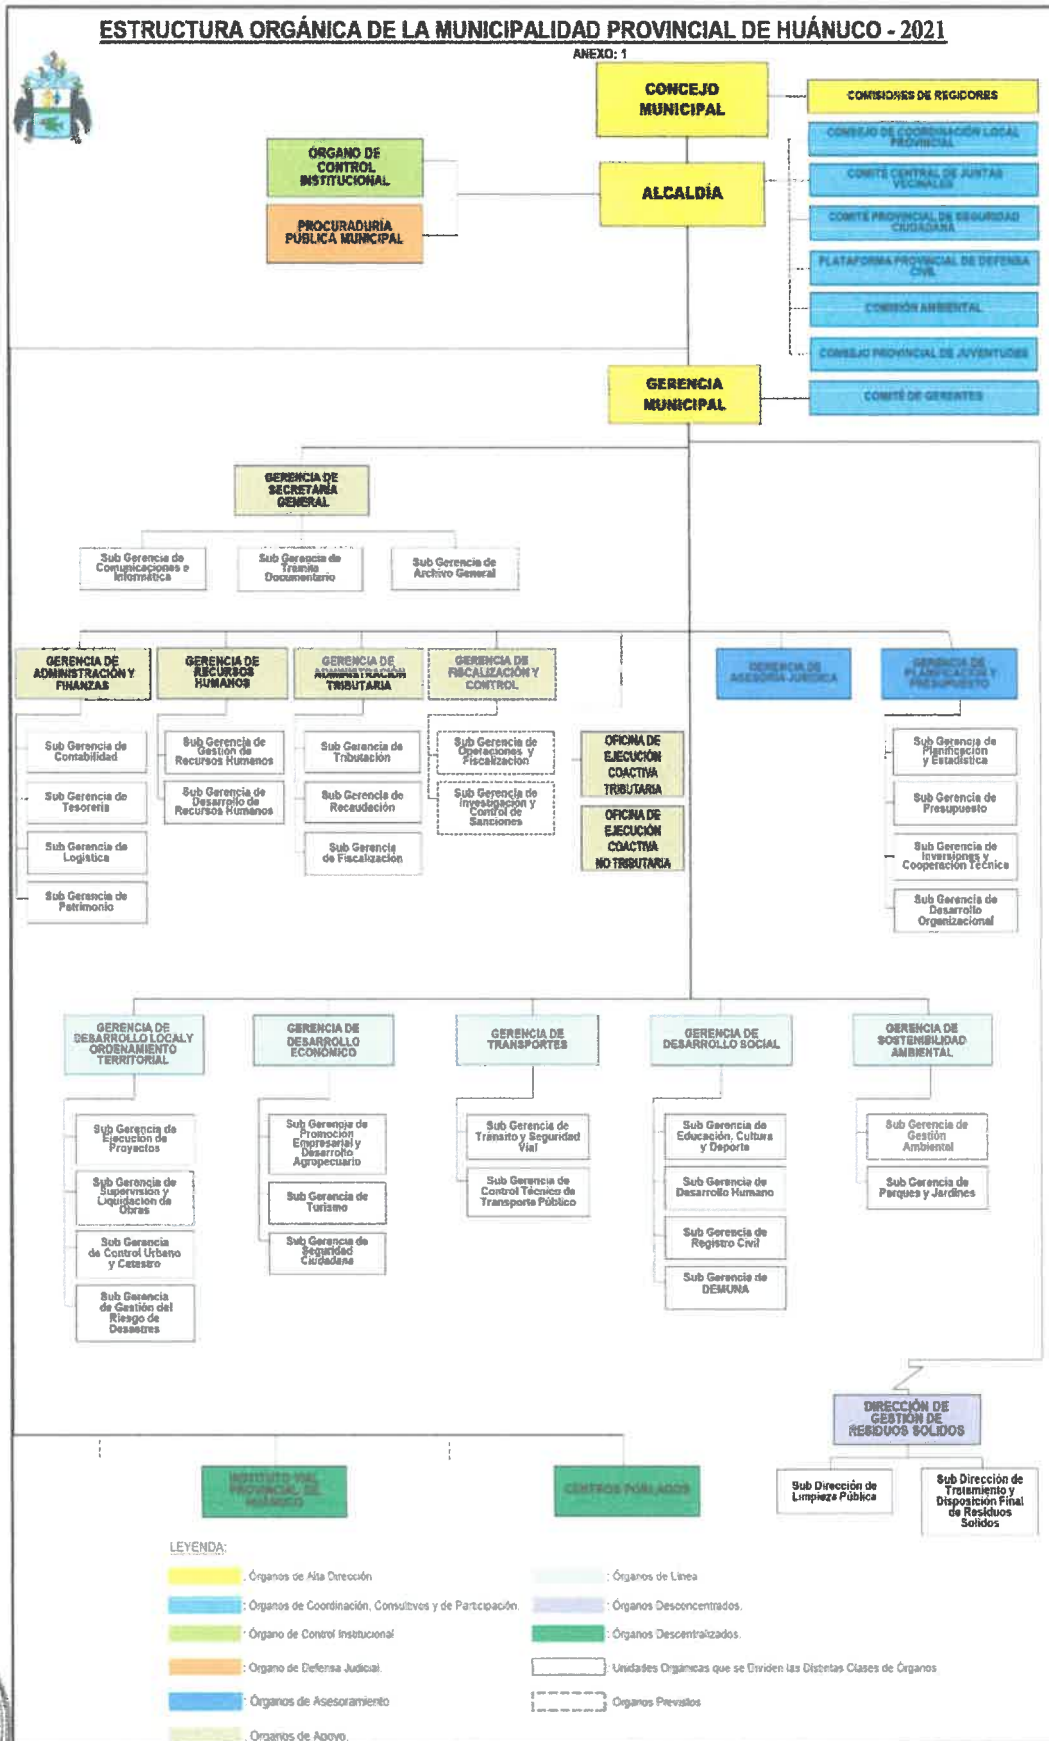 ESTRUCTURA ORGÁNICA DE LA MUNICIPALIDAD PROVINCIAL DE HUÁNUCO - 2021
ANEXO: 1
CONCEJO
MUNICIPAL
COMISIONES DE REGIDORES
CONSEJO DE COORDINACIÓN LOCAL
PROVINCIAL
ÓRGANO DE
CONTROL
INSTITUCIONAL
ALCALDÍA
COMITÉ CENTRAL DE JUNTAS
VECINALES
PROCURADURÍA
PÚBLICA MUNICIPAL
COMITÉ PROVINCIAL DE SEGURIDAD
CIUDADANA
PLATAFORMA PROVINCIAL DE DEFENSA
CIVIL
COMISIÓN AMBIENTAL
CONSEJO PROVINCIAL DE JUVENTUDES
GERENCIA
MUNICIPAL
COMITÉ DE GERENTES
GERENCIA DE
SECRETARÍA
GENERAL
Sub Gerencia de
Comunicaciones e
Informática
Sub Gerencia de
Trámite
Documentario
Sub Gerencia de
Archivo General
GERENCIA DE
ADMINISTRACIÓN Y
FINANZAS
GERENCIA DE
RECURSOS
HUMANOS
GERENCIA DE
ADMINISTRACIÓN
TRIBUTARIA
GERENCIA DE
FISCALIZACIÓN Y
CONTROL
GERENCIA DE
ASESORÍA JURÍDICA
GERENCIA DE
PLANIFICACIÓN Y
PRESUPUESTO
Sub Gerencia de
Contabilidad
Sub Gerencia de
Tesorería
Sub Gerencia de
Logística
Sub Gerencia de
Patrimonio
Sub Gerencia de
Gestión de
Recursos Humanos
Sub Gerencia de
Desarrollo de
Recursos Humanos
Sub Gerencia de
Tributación
Sub Gerencia de
Recaudación
Sub Gerencia
de Fiscalización
Sub Gerencia de
Operaciones y
Fiscalización
Sub Gerencia de
Investigación y
Control de
Sanciones
OFICINA DE
EJECUCIÓN
COACTIVA
TRIBUTARIA
OFICINA DE
EJECUCIÓN
COACTIVA
NO TRIBUTARIA
Sub Gerencia de
Planificación
y Estadística
Sub Gerencia de
Presupuesto
Sub Gerencia de
Inversiones y
Cooperación Técnica
Sub Gerencia de
Desarrollo
Organizacional
GERENCIA DE
DESARROLLO LOCAL Y
ORDENAMIENTO
TERRITORIAL
GERENCIA DE
DESARROLLO
ECONÓMICO
GERENCIA DE
TRANSPORTES
GERENCIA DE
DESARROLLO SOCIAL
GERENCIA DE
SOSTENIBILIDAD
AMBIENTAL
Sub Gerencia de
Ejecución de
Proyectos
Sub Gerencia de
Supervisión y
Liquidación de
Obras
Sub Gerencia
de Control Urbano
y Catastro
Sub Gerencia
de Gestión del
Riesgo de
Desastres
Sub Gerencia de
Promoción
Empresarial y
Desarrollo
Agropecuario
Sub Gerencia de
Turismo
Sub Gerencia de
Seguridad
Ciudadana
Sub Gerencia de
Tránsito y Seguridad
Vial
Sub Gerencia de
Control Técnico de
Transporte Público
Sub Gerencia de
Educación, Cultura
y Deporte
Sub Gerencia de
Desarrollo Humano
Sub Gerencia de
Registro Civil
Sub Gerencia de
DEMUNA
Sub Gerencia de
Gestión
Ambiental
Sub Gerencia de
Parques y Jardines
DIRECCIÓN DE
GESTIÓN DE
RESIDUOS SOLIDOS
Sub Dirección de
Limpieza Pública
Sub Dirección de
Tratamiento y
Disposición Final
de Residuos
Solidos
INSTITUTO VIAL
PROVINCIAL DE
HUÁNUCO
CENTROS POBLADOS
LEYENDA:
: Órganos de Alta Dirección
: Órganos de Coordinación, Consultivos y de Participación.
: Órgano de Control Institucional
: Organo de Defensa Judicial.
: Órganos de Asesoramiento
: Organos de Apoyo.
: Órganos de Línea
: Órganos Desconcentrados.
: Órganos Descentralizados.
: Unidades Orgánicas que se Dividen las Distintas Clases de Órganos
: Órganos Previstos